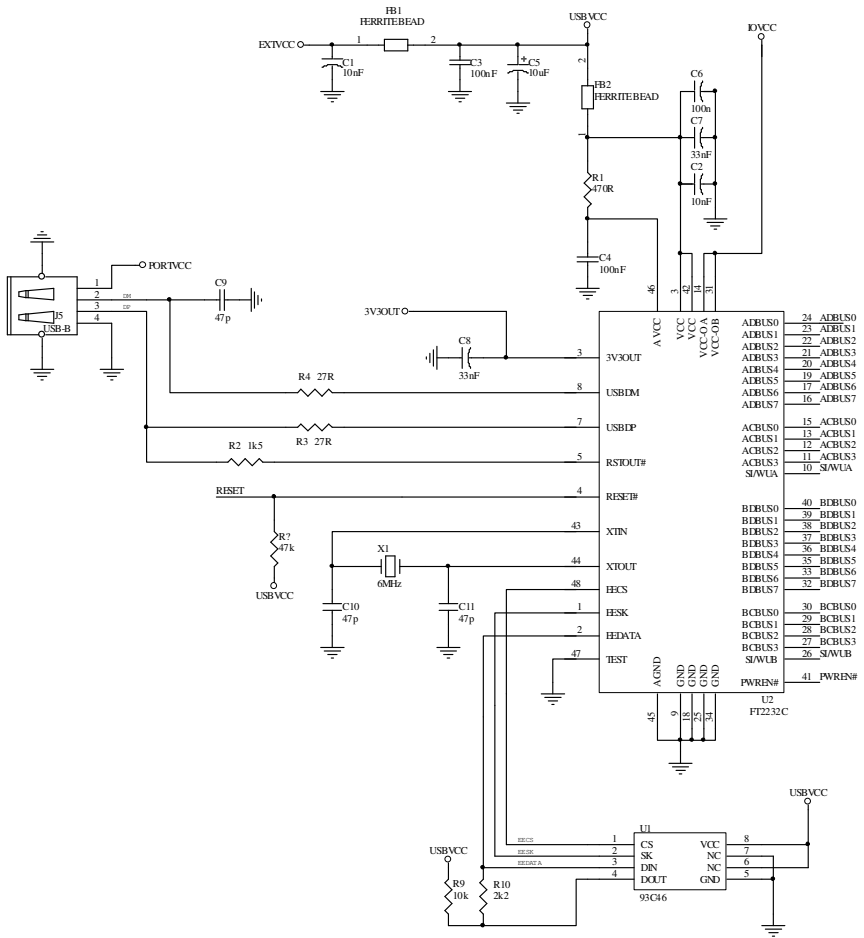 FB1
FERRITE BEAD
USBVCC
IOVCC
EXTVCC
1
2
C1
10nF
C3
100nF
C5
10uF
+
2
FB2
FERRITE BEAD
1
C6
100n
C7
33nF
C2
10nF
R1
470R
C4
100nF
PORTVCC
1
2
3
4
DM
DP
J5
USB-B
C9
47p
3V3OUT
C8
33nF
46
3
42
14
31
AVCC
VCC
VCC
VCC-IOA
VCC-IOB
3
3V3OUT
R4 27R
8
USBDM
7
USBDP
R3 27R
R2 1k5
5
RSTOUT#
RESET
4
RESET#
R?
47k
USBVCC
43
XTIN
X1
6MHz
44
XTOUT
C10
47p
C11
47p
48
EECS
1
EESK
2
EEDATA
47
TEST
ADBUS0 24 ADBUS0
ADBUS1 23 ADBUS1
ADBUS2 22 ADBUS2
ADBUS3 21 ADBUS3
ADBUS4 20 ADBUS4
ADBUS5 19 ADBUS5
ADBUS6 17 ADBUS6
ADBUS7 16 ADBUS7
ACBUS0 15 ACBUS0
ACBUS1 13 ACBUS1
ACBUS2 12 ACBUS2
ACBUS3 11 ACBUS3
SI/WUA 10 SI/WUA
BDBUS0 40 BDBUS0
BDBUS1 39 BDBUS1
BDBUS2 38 BDBUS2
BDBUS3 37 BDBUS3
BDBUS4 36 BDBUS4
BDBUS5 35 BDBUS5
BDBUS6 33 BDBUS6
BDBUS7 32 BDBUS7
BCBUS0 30 BCBUS0
BCBUS1 29 BCBUS1
BCBUS2 28 BCBUS2
BCBUS3 27 BCBUS3
SI/WUB 26 SI/WUB
PWREN# 41 PWREN#
AGND
GND
GND
GND
GND
45
9
18
25
34
U2
FT2232C
USBVCC
U1
EECS 1 CS VCC 8
EESK 2 SK NC 7
EEDATA 3 DIN NC 6
4 DOUT GND 5
93C46
USBVCC
R9
10k
R10
2k2